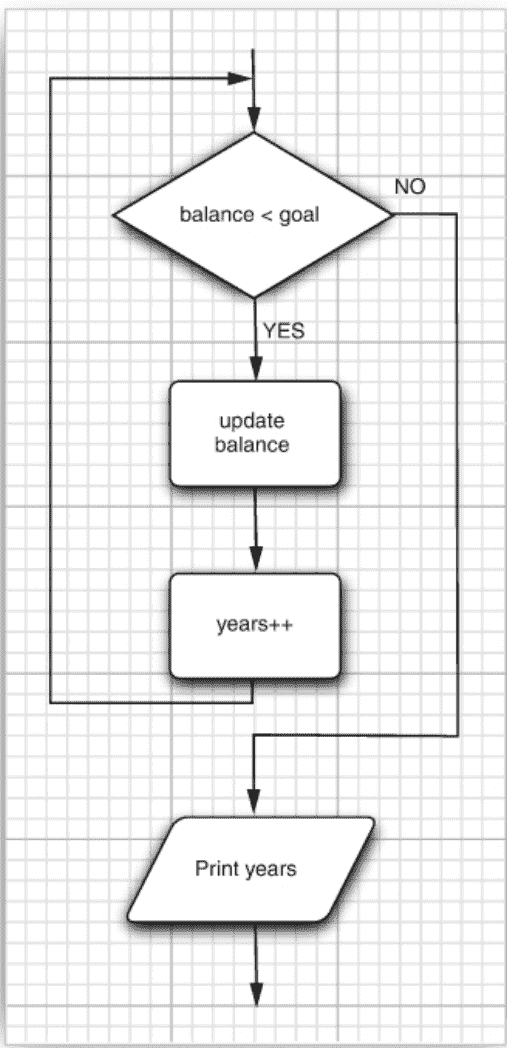 NO
balance < goal
YES
update
balance
years++
Print years